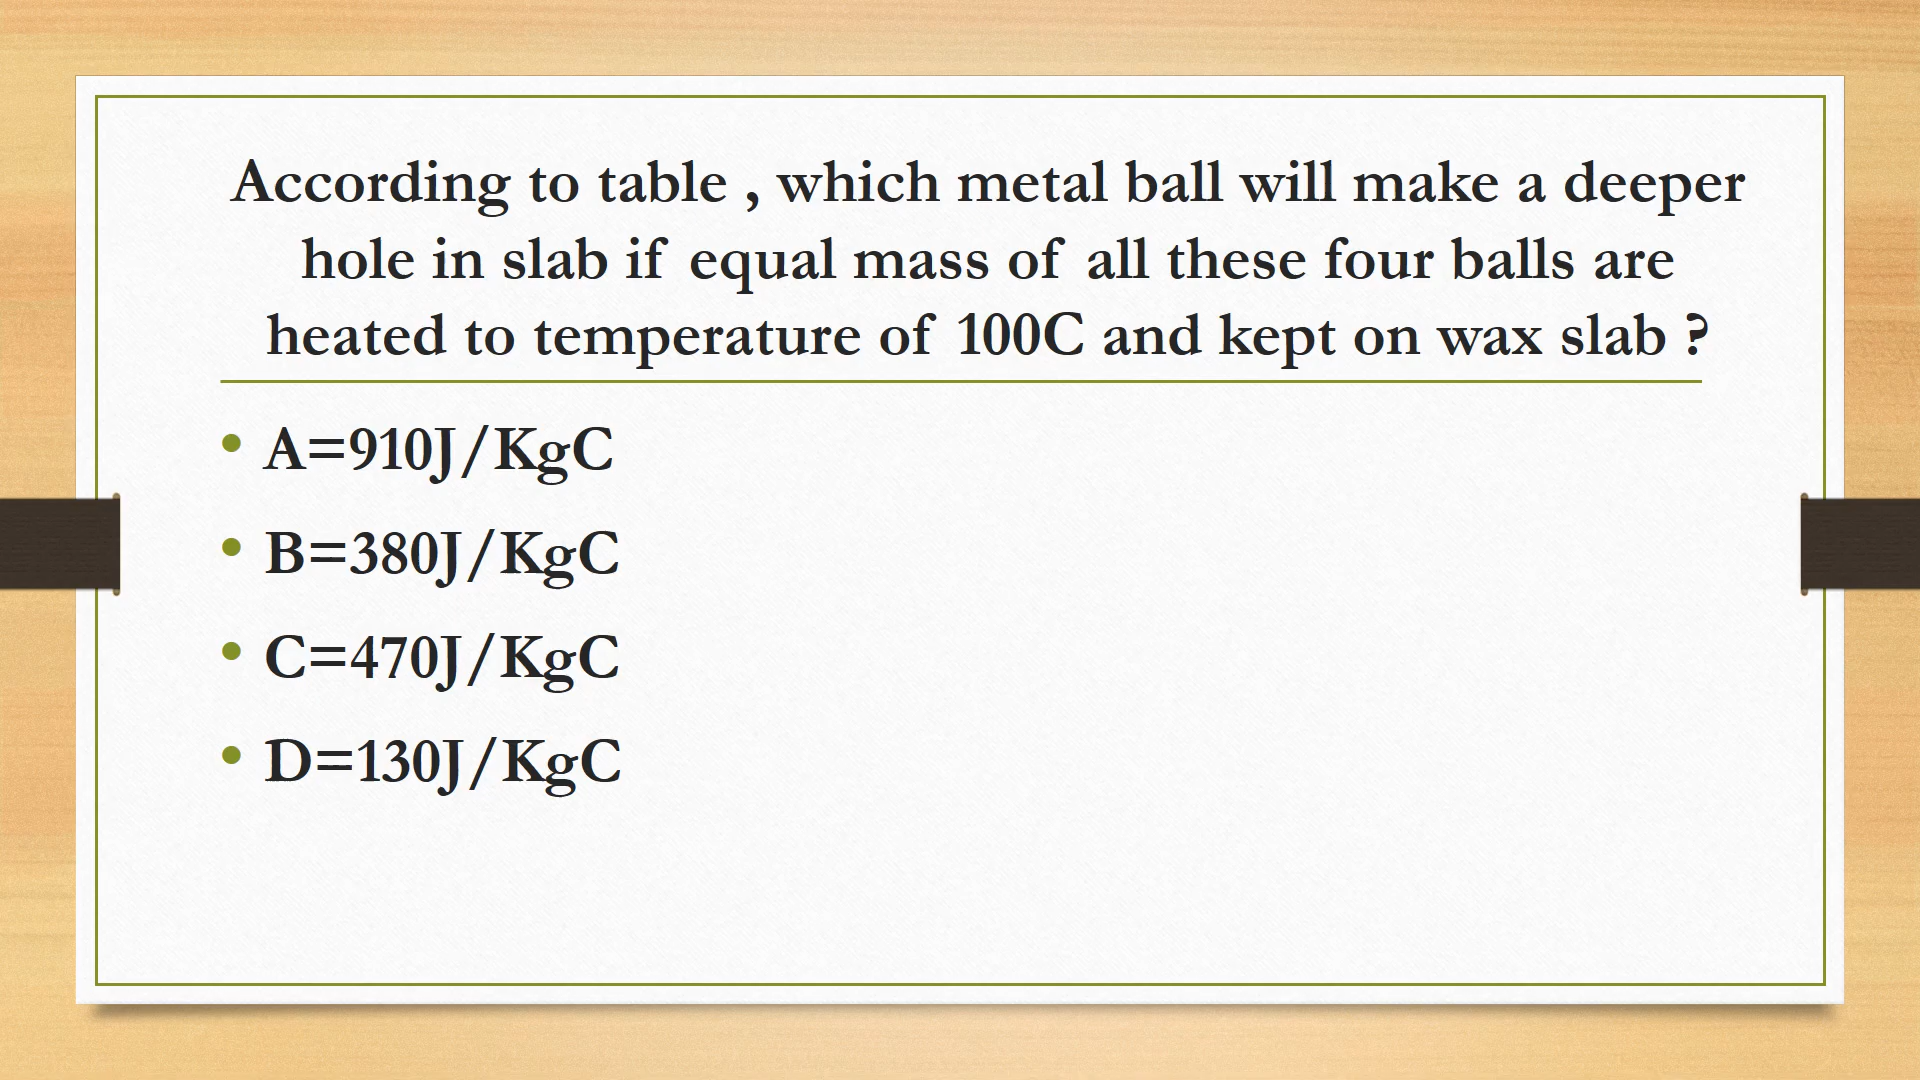 According to table , which metal ball will make a deeper
hole in slab if equal mass of all these four balls are
heated to temperature of 100C and kept on wax slab ?
• A=910J/KgC
• B=380J/KgC
• C=470J/KgC
• D=130J/KgC